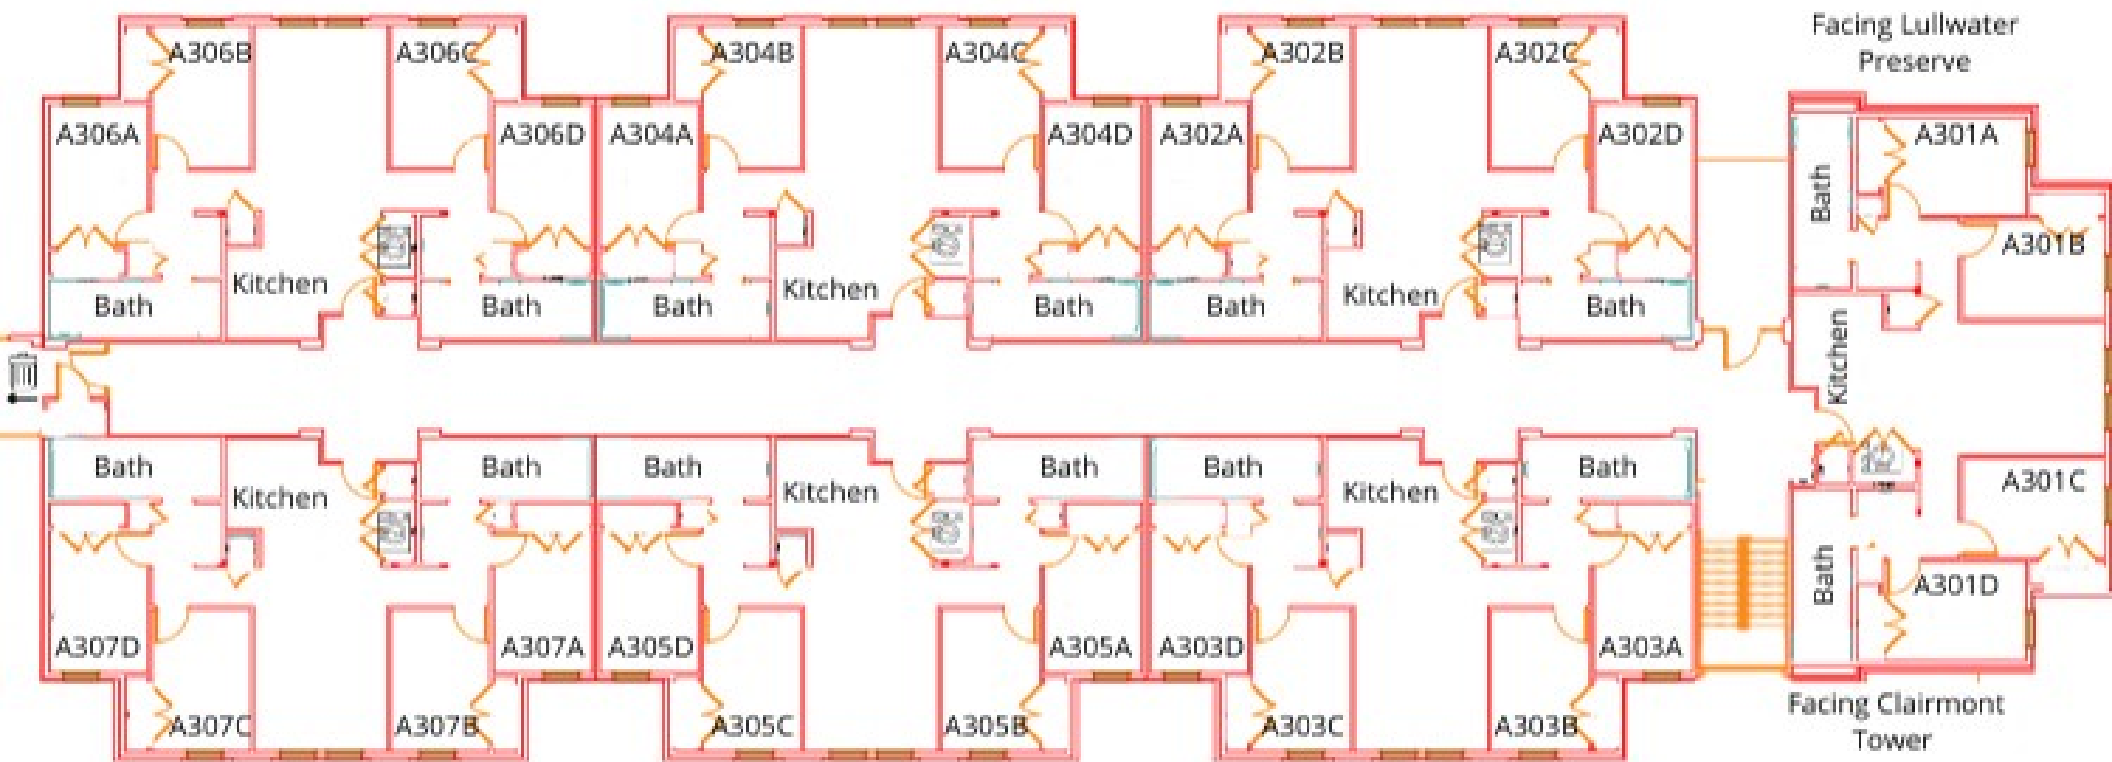 A306B
A306C
A304B
A304C
A302B
A302C
Facing Lullwater
Preserve
A306A
A306D
A304A
A304D
A302A
A302D
A301A
Bath
A301B
Kitchen
Kitchen
Kitchen
Bath
Bath
Bath
Bath
Bath
Bath
Kitchen
Bath
Bath
Bath
Bath
Bath
Bath
Kitchen
Kitchen
Kitchen
A301C
Bath
A301D
A307D
A307A
A305D
A305A
A303D
A303A
A307C
A307B
A305C
A305B
A303C
A303B
Facing Clairmont
Tower